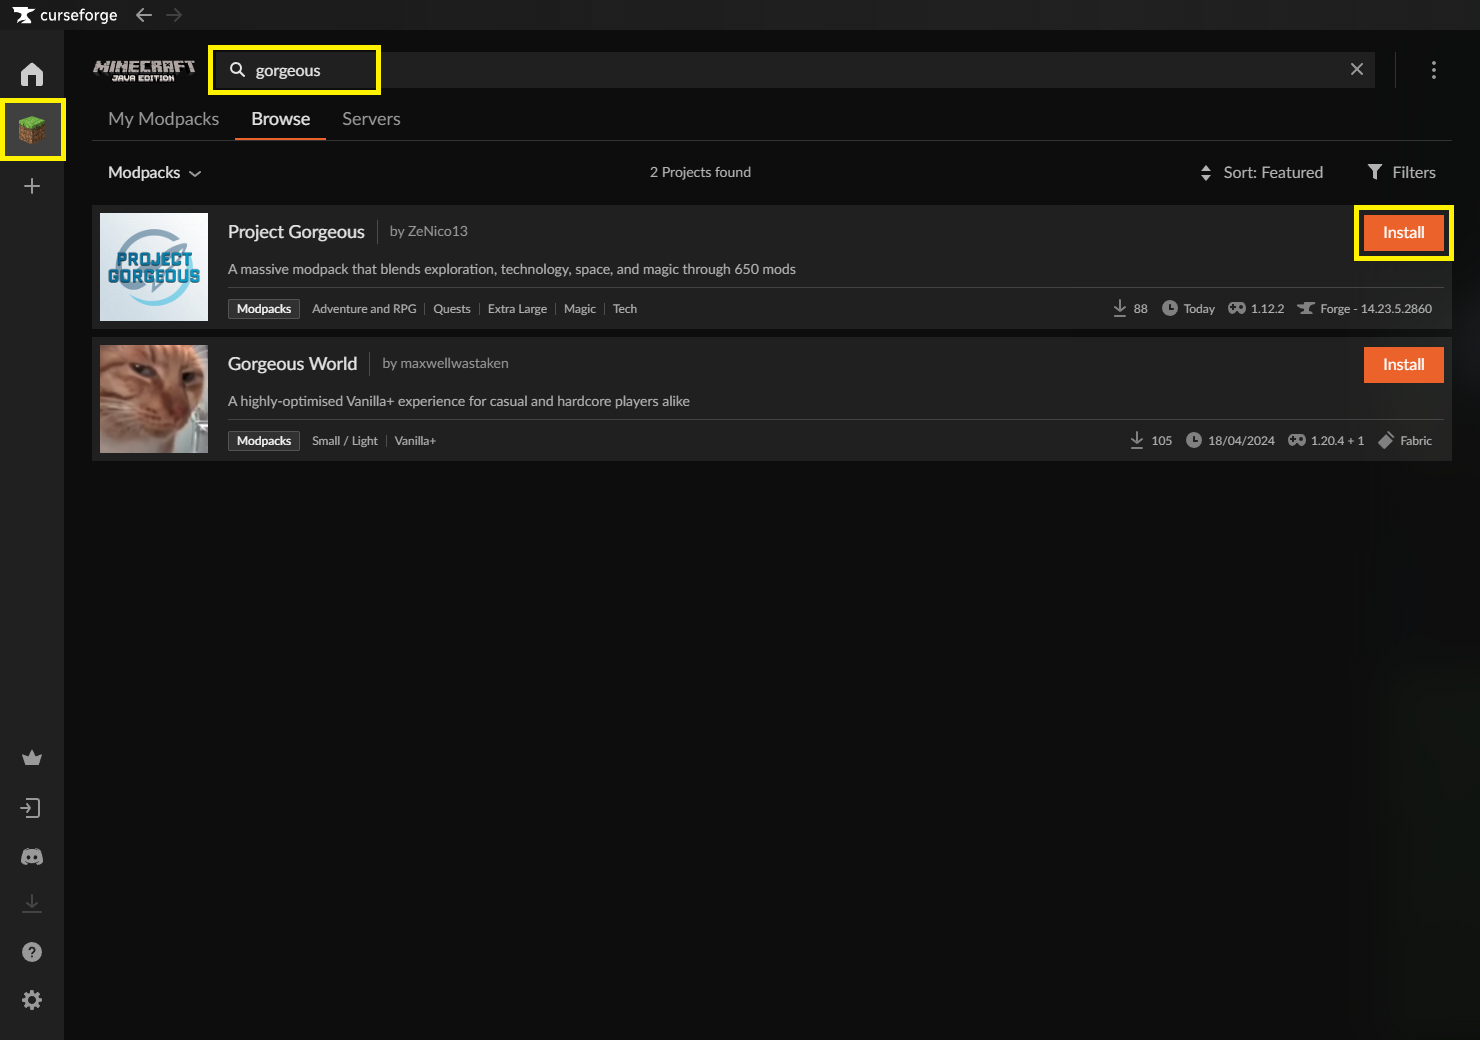 curseforge
MINECRAFT
JAVA EDITION
gorgeous
My Modpacks Browse Servers
Modpacks 2 Projects found Sort: Featured Filters
PROJECT
GORGEOUS
Project Gorgeous by ZeNico13 Install
A massive modpack that blends exploration, technology, space, and magic through 650 mods
Modpacks Adventure and RPG Quests Extra Large Magic Tech 88 Today 1.12.2 Forge - 14.23.5.2860
Gorgeous World by maxwellwastaken Install
A highly-optimised Vanilla+ experience for casual and hardcore players alike
Modpacks Small / Light Vanilla+ 105 18/04/2024 1.20.4 + 1 Fabric